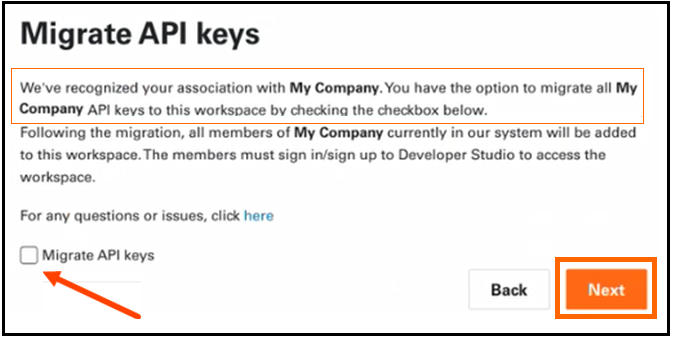 Migrate API keys
We've recognized your association with My Company. You have the option to migrate all My
Company API keys to this workspace by checking the checkbox below.
Following the migration, all members of My Company currently in our system will be added
to this workspace. The members must sign in/sign up to Developer Studio to access the
workspace.
For any questions or issues, click here
Migrate API keys
Back
Next